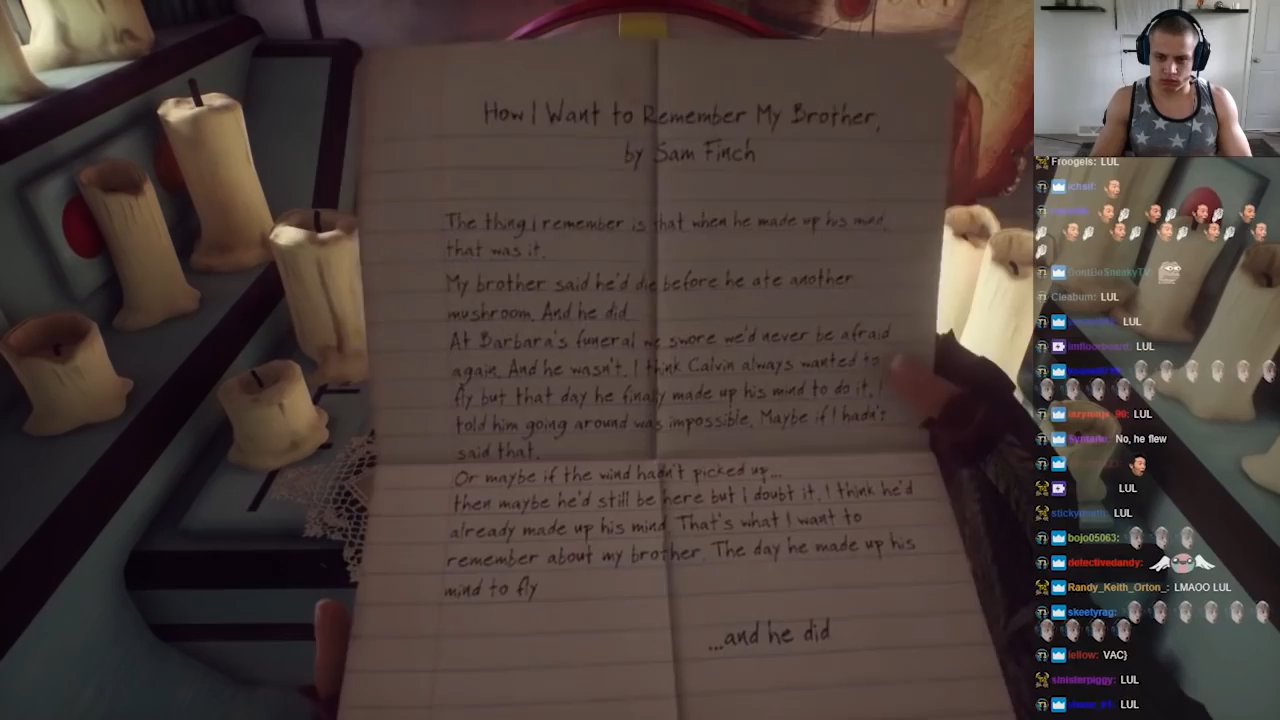 How I Want to Remember My Brother,
by Sam Finch
The thing I remember is that when he made up his mind,
that was it.
My brother said he'd die before he ate another
mushroom. And he did
At Barbara's funeral we swore we'd never be afraid
again. And he wasn't. I think Calvin always wanted to
fly but that day he finaly made up his mind to do it. I
told him going around was impossible. Maybe if I hadn't
said that.
Or maybe if the wind hadn't picked up...
then maybe he'd still be here but I doubt it. I think he'd
already made up his mind. That's what I want to
remember about my brother. The day he made up his
mind to fly
...and he did
Froogels: LUL
DontBeSneakyTV
Cleaburn: LUL
LUL
imfloorboard: LUL
lazyninja_90: LUL
No, he flew
LUL
LUL
bojo05063:
detectivedandy:
Randy_Keith_Orton_: LMAOO LUL
skeetyrag:
fellow: VAC}
sinisterpiggy: LUL
LUL